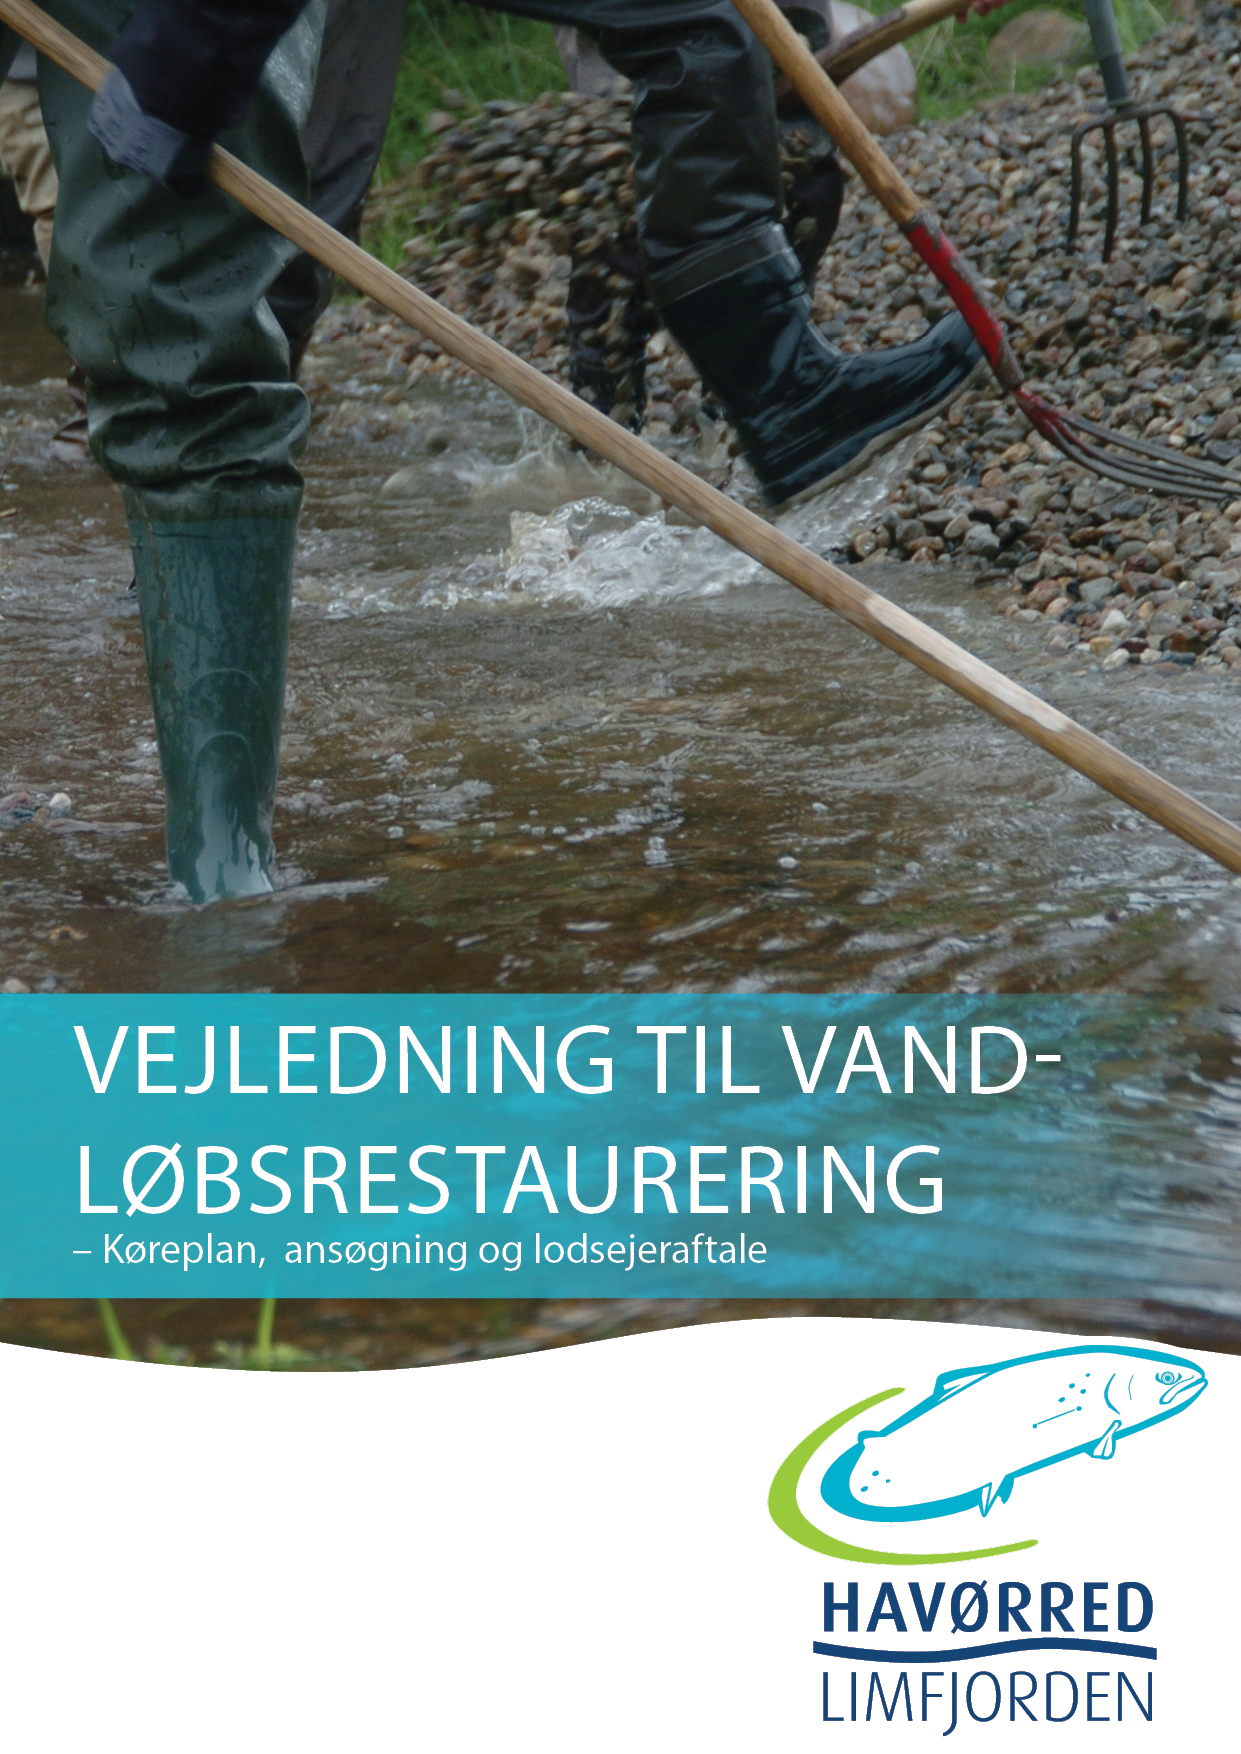 VEJLEDNING TIL VAND-
LØBSRESTAURERING
– Køreplan, ansøgning og lodsejeraftale
HAVØRRED
LIMFJORDEN